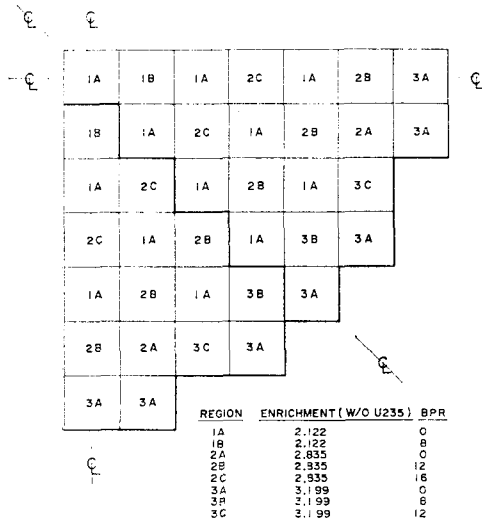 ℄ ℄
℄ 1A 1B 1A 2C 1A 2B 3A ℄
1B 1A 2C 1A 2B 2A 3A
1A 2C 1A 2B 1A 3C
2C 1A 2B 1A 3B 3A
1A 2B 1A 3B 3A
2B 2A 3C 3A
℄
3A 3A
℄
REGION ENRICHMENT (W/O U235) BPR
1A 2.122 0
1B 2.122 8
2A 2.835 0
2B 2.835 12
2C 2.835 16
3A 3.199 0
3B 3.199 8
3C 3.199 12